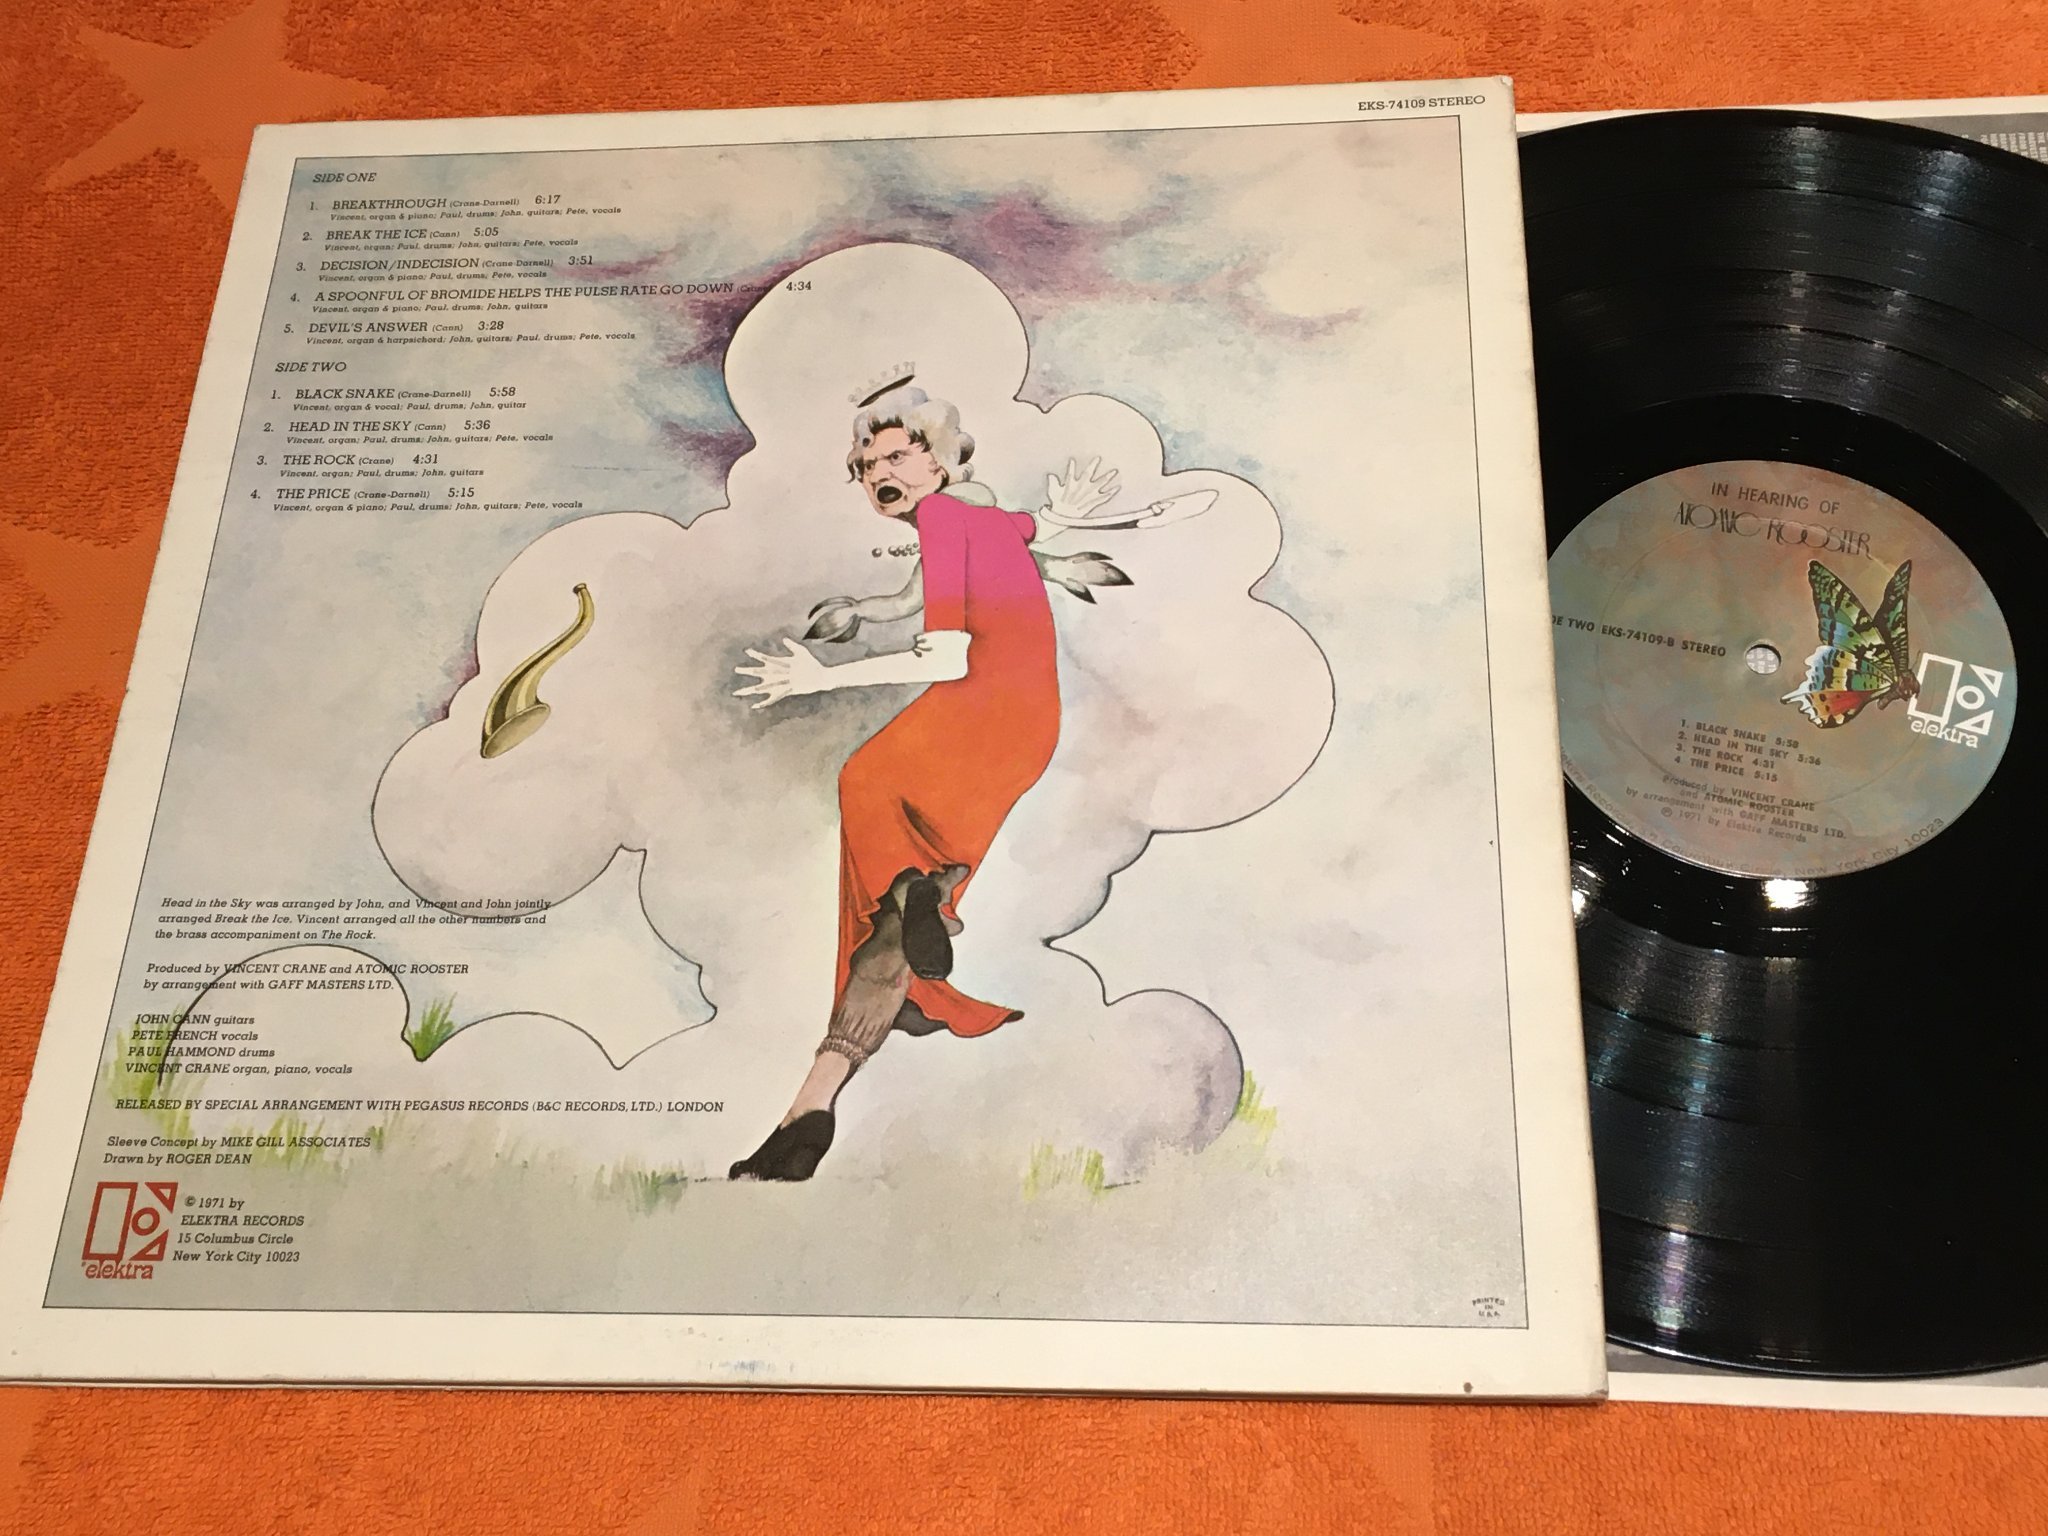 EKS-74109 STEREO
SIDE ONE
1. BREAKTHROUGH (Crane-Darnell) 6:17
Vincent, organ & piano; Paul, drums; John, guitars; Pete, vocals
2. BREAK THE ICE (Cann) 5:05
Vincent, organ; Paul, drums; John, guitars; Pete, vocals
3. DECISION/INDECISION (Crane-Darnell) 3:51
Vincent, organ & piano; Paul, drums; Pete, vocals
4. A SPOONFUL OF BROMIDE HELPS THE PULSE RATE GO DOWN (Crane) 4:34
Vincent, organ & piano; Paul, drums; John, guitars
5. DEVIL'S ANSWER (Cann) 3:28
Vincent, organ & harpsichord; John, guitars; Paul, drums; Pete, vocals
SIDE TWO
1. BLACK SNAKE (Crane-Darnell) 5:58
Vincent, organ & vocal; Paul, drums; John, guitar
2. HEAD IN THE SKY (Cann) 5:36
Vincent, organ; Paul, drums; John, guitars; Pete, vocals
3. THE ROCK (Crane) 4:31
Vincent, organ; Paul, drums; John, guitars
4. THE PRICE (Crane-Darnell) 5:15
Vincent, organ & piano; Paul, drums; John, guitars; Pete, vocals
Head in the Sky was arranged by John, and Vincent and John jointly
arranged Break the Ice. Vincent arranged all the other numbers and
the brass accompaniment on The Rock.
Produced by VINCENT CRANE and ATOMIC ROOSTER
by arrangement with GAFF MASTERS LTD.
JOHN CANN guitars
PETE FRENCH vocals
PAUL HAMMOND drums
VINCENT CRANE organ, piano, vocals
RELEASED BY SPECIAL ARRANGEMENT WITH PEGASUS RECORDS (B&C RECORDS, LTD.) LONDON
Sleeve Concept by MIKE GILL ASSOCIATES
Drawn by ROGER DEAN
elektra
© 1971 by
ELEKTRA RECORDS
15 Columbus Circle
New York City 10023
PRINTED
IN
U.S.A.
IN HEARING OF
ATOMIC ROOSTER
DE TWO EKS-74109-B STEREO
elektra
1. BLACK SNAKE 5:58
2. HEAD IN THE SKY 5:36
3. THE ROCK 4:31
4. THE PRICE 5:15
Produced by VINCENT CRANE
and ATOMIC ROOSTER
by arrangement with GAFF MASTERS LTD.
℗ 1971 by Elektra Records
Elektra Records, 15 Columbus Circle, New York City 10023